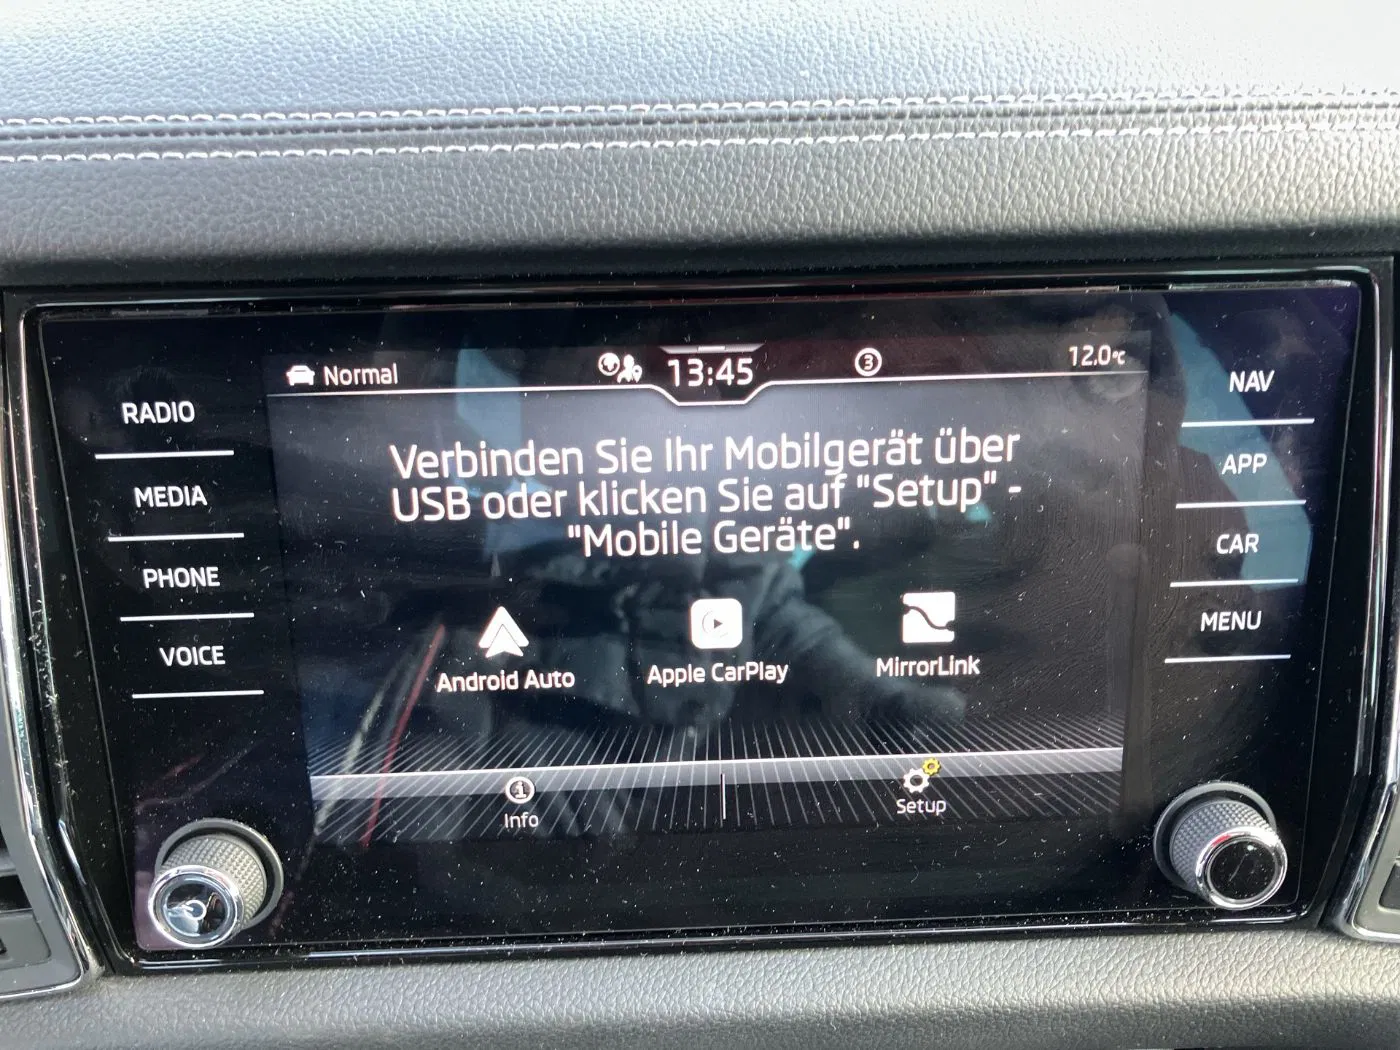 Normal
13:45
3
12.0°C
RADIO
MEDIA
PHONE
VOICE
Verbinden Sie Ihr Mobilgerät über
USB oder klicken Sie auf "Setup" -
"Mobile Geräte".
Android Auto
Apple CarPlay
MirrorLink
i
Info
Setup
NAV
APP
CAR
MENU